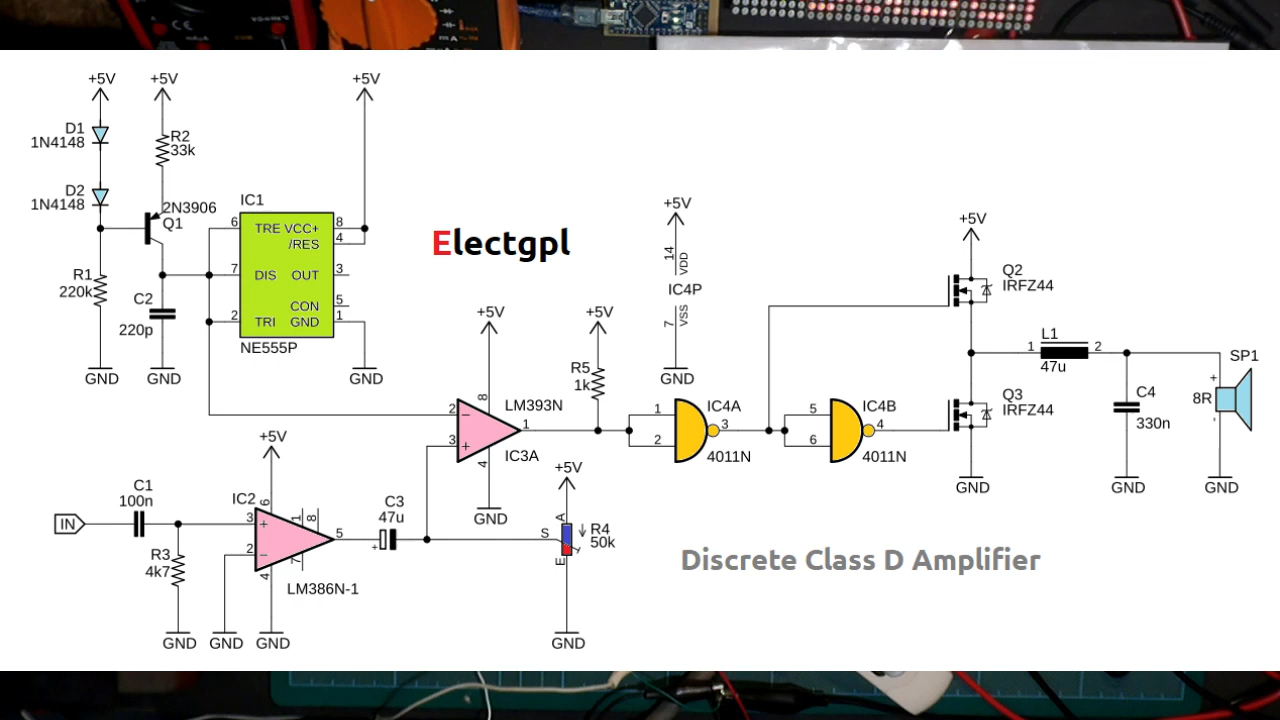 +5V
+5V
+5V
D1
1N4148
R2
33k
D2
1N4148
2N3906
Q1
IC1
6 TRE VCC+ 8
/RES 4
7 DIS OUT 3
CON 5
2 TRI GND 1
NE555P
R1
220k
C2
220p
GND
GND
GND
Electgpl
+5V
14
VDD
IC4P
7
VSS
GND
+5V
Q2
IRFZ44
+5V
+5V
R5
1k
2
8
LM393N
3
1
4
IC3A
GND
1
2
IC4A
3
4011N
5
6
IC4B
4
4011N
L1
1
2
47u
Q3
IRFZ44
C4
330n
SP1
+
8R
-
GND
GND
GND
+5V
C1
100n
IN
R3
4k7
IC2
6
1
8
3
+
2
-
5
7
4
LM386N-1
C3
47u
+
+5V
A
S
R4
50k
E
GND
GND
GND
GND
Discrete Class D Amplifier